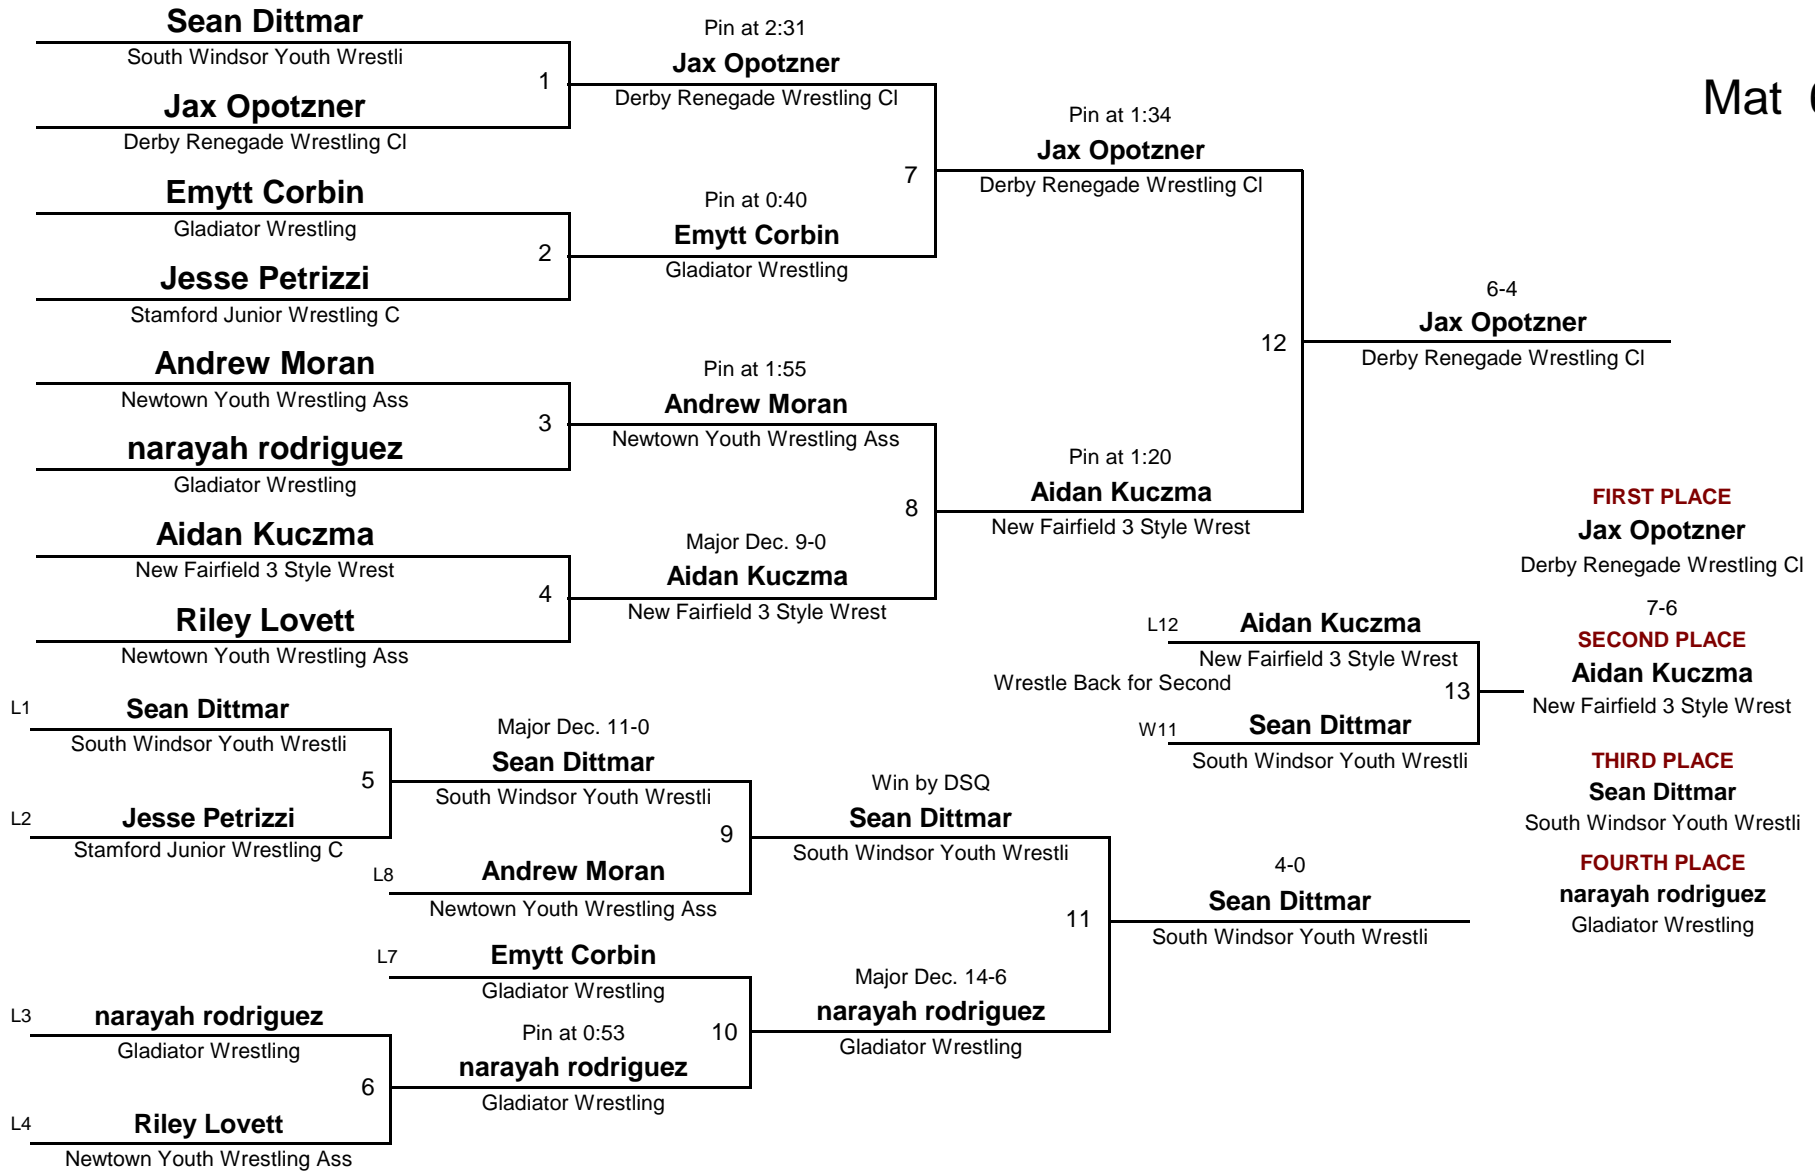 Sean Dittmar
South Windsor Youth Wrestli
1
Jax Opotzner
Derby Renegade Wrestling Cl
Emytt Corbin
Gladiator Wrestling
2
Jesse Petrizzi
Stamford Junior Wrestling C
Andrew Moran
Newtown Youth Wrestling Ass
3
narayah rodriguez
Gladiator Wrestling
Aidan Kuczma
New Fairfield 3 Style Wrest
4
Riley Lovett
Newtown Youth Wrestling Ass
Pin at 2:31
Jax Opotzner
Derby Renegade Wrestling Cl
7
Pin at 0:40
Emytt Corbin
Gladiator Wrestling
Pin at 1:55
Andrew Moran
Newtown Youth Wrestling Ass
8
Major Dec. 9-0
Aidan Kuczma
New Fairfield 3 Style Wrest
Pin at 1:34
Jax Opotzner
Derby Renegade Wrestling Cl
12
Pin at 1:20
Aidan Kuczma
New Fairfield 3 Style Wrest
6-4
Jax Opotzner
Derby Renegade Wrestling Cl
Mat
FIRST PLACE
Jax Opotzner
Derby Renegade Wrestling Cl
7-6
SECOND PLACE
Aidan Kuczma
New Fairfield 3 Style Wrest
THIRD PLACE
Sean Dittmar
South Windsor Youth Wrestli
FOURTH PLACE
narayah rodriguez
Gladiator Wrestling
L12 Aidan Kuczma
New Fairfield 3 Style Wrest
Wrestle Back for Second
13
W11 Sean Dittmar
South Windsor Youth Wrestli
L1 Sean Dittmar
South Windsor Youth Wrestli
5
L2 Jesse Petrizzi
Stamford Junior Wrestling C
L3 narayah rodriguez
Gladiator Wrestling
6
L4 Riley Lovett
Newtown Youth Wrestling Ass
Major Dec. 11-0
Sean Dittmar
South Windsor Youth Wrestli
9
L8 Andrew Moran
Newtown Youth Wrestling Ass
L7 Emytt Corbin
Gladiator Wrestling
10
Pin at 0:53
narayah rodriguez
Gladiator Wrestling
Win by DSQ
Sean Dittmar
South Windsor Youth Wrestli
11
Major Dec. 14-6
narayah rodriguez
Gladiator Wrestling
4-0
Sean Dittmar
South Windsor Youth Wrestli